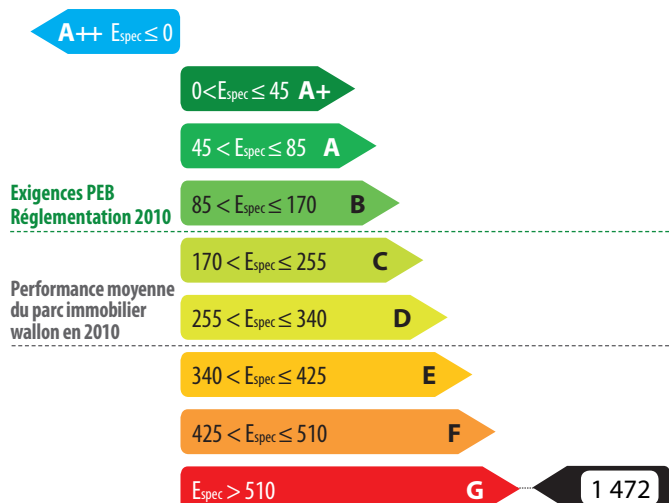 A++ Espec ≤ 0
0<Espec ≤ 45 A+
45 < Espec ≤ 85 A
Exigences PEB
Réglementation 2010
85 < Espec ≤ 170 B
170 < Espec ≤ 255 C
Performance moyenne
du parc immobilier
wallon en 2010
255 < Espec ≤ 340 D
340 < Espec ≤ 425 E
425 < Espec ≤ 510 F
Espec > 510 G 1 472